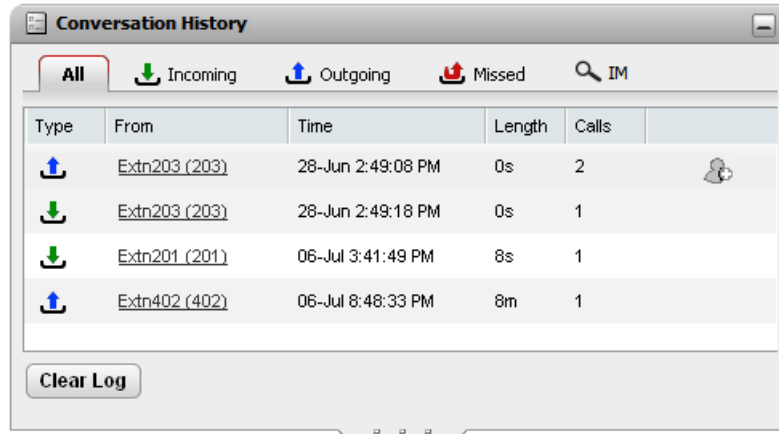 Conversation History
All Incoming Outgoing Missed IM
Type From Time Length Calls
Extn203 (203) 28-Jun 2:49:08 PM 0s 2
Extn203 (203) 28-Jun 2:49:18 PM 0s 1
Extn201 (201) 06-Jul 3:41:49 PM 8s 1
Extn402 (402) 06-Jul 8:48:33 PM 8m 1
Clear Log